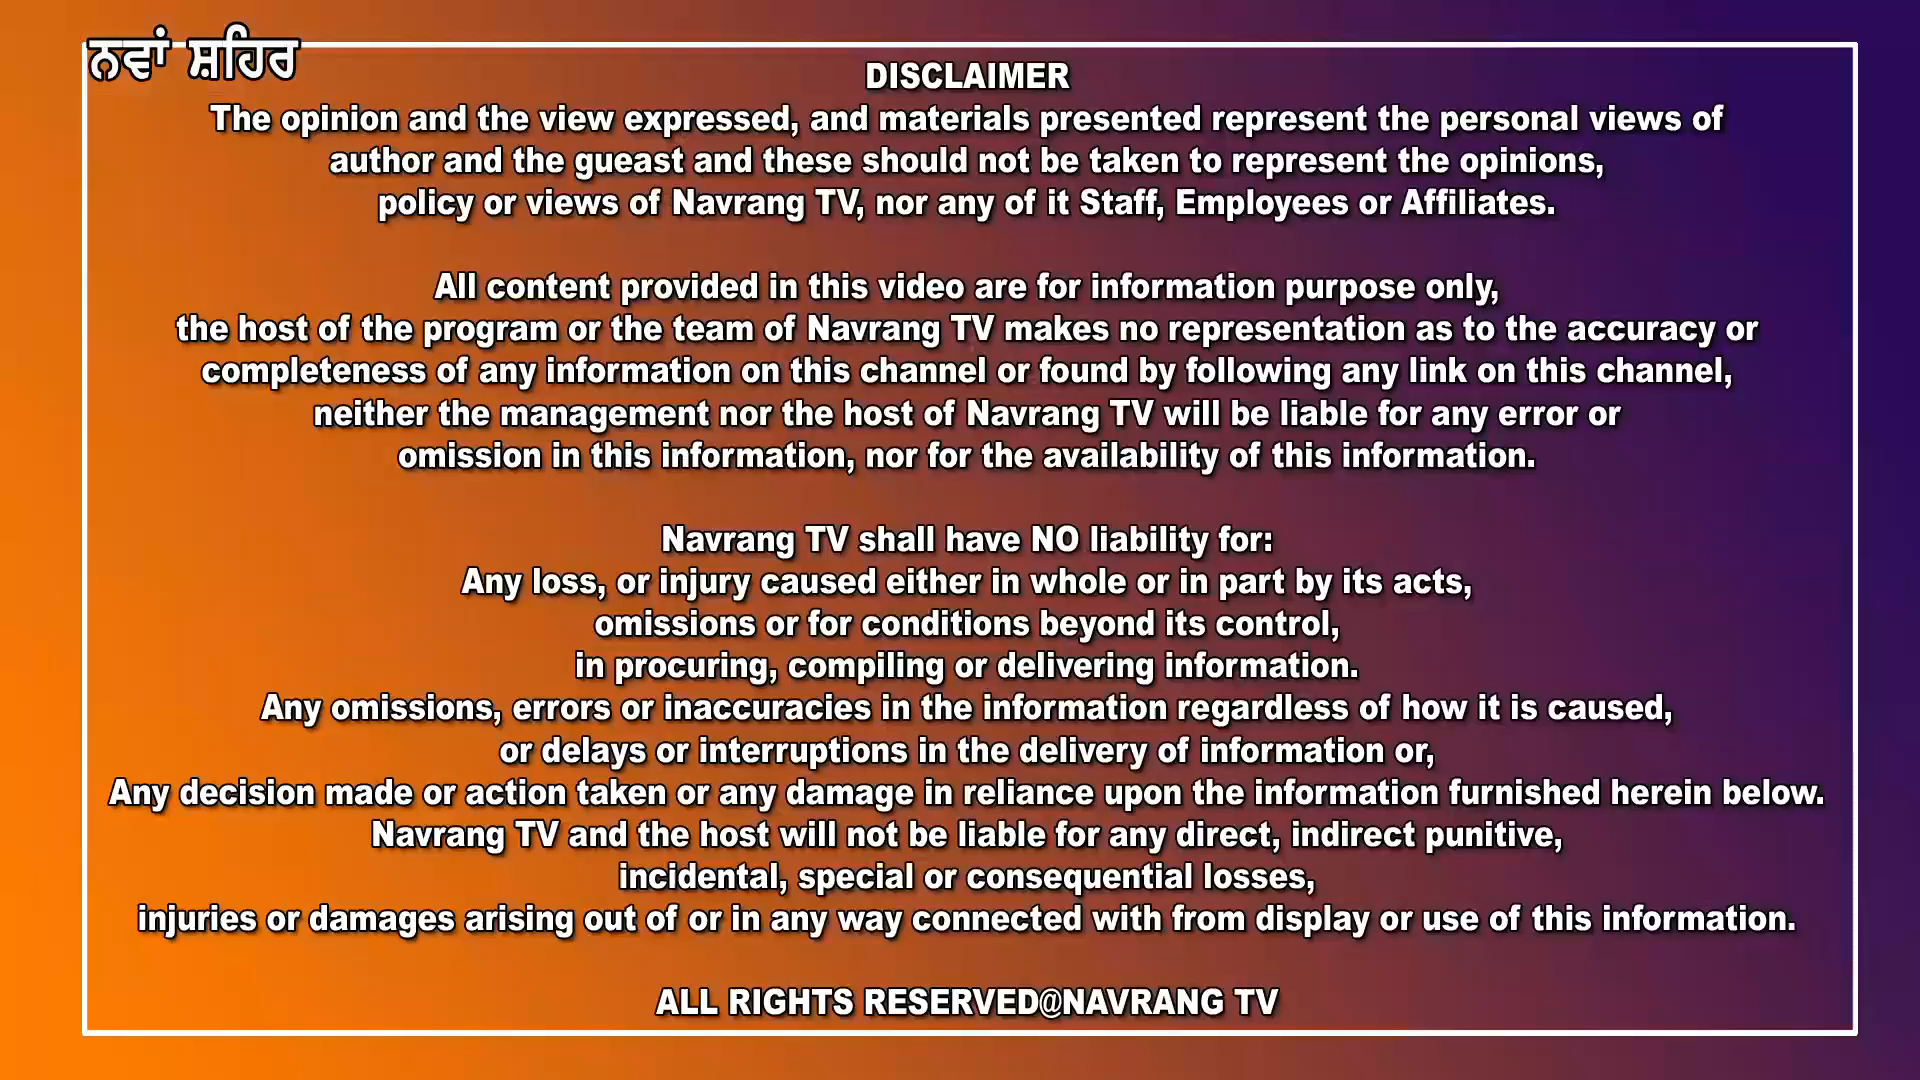 ਨਵਾਂ ਸ਼ਹਿਰ
DISCLAIMER
The opinion and the view expressed, and materials presented represent the personal views of
author and the gueast and these should not be taken to represent the opinions,
policy or views of Navrang TV, nor any of it Staff, Employees or Affiliates.
All content provided in this video are for information purpose only,
the host of the program or the team of Navrang TV makes no representation as to the accuracy or
completeness of any information on this channel or found by following any link on this channel,
neither the management nor the host of Navrang TV will be liable for any error or
omission in this information, nor for the availability of this information.
Navrang TV shall have NO liability for:
Any loss, or injury caused either in whole or in part by its acts,
omissions or for conditions beyond its control,
in procuring, compiling or delivering information.
Any omissions, errors or inaccuracies in the information regardless of how it is caused,
or delays or interruptions in the delivery of information or,
Any decision made or action taken or any damage in reliance upon the information furnished herein below.
Navrang TV and the host will not be liable for any direct, indirect punitive,
incidental, special or consequential losses,
injuries or damages arising out of or in any way connected with from display or use of this information.
ALL RIGHTS RESERVED@NAVRANG TV